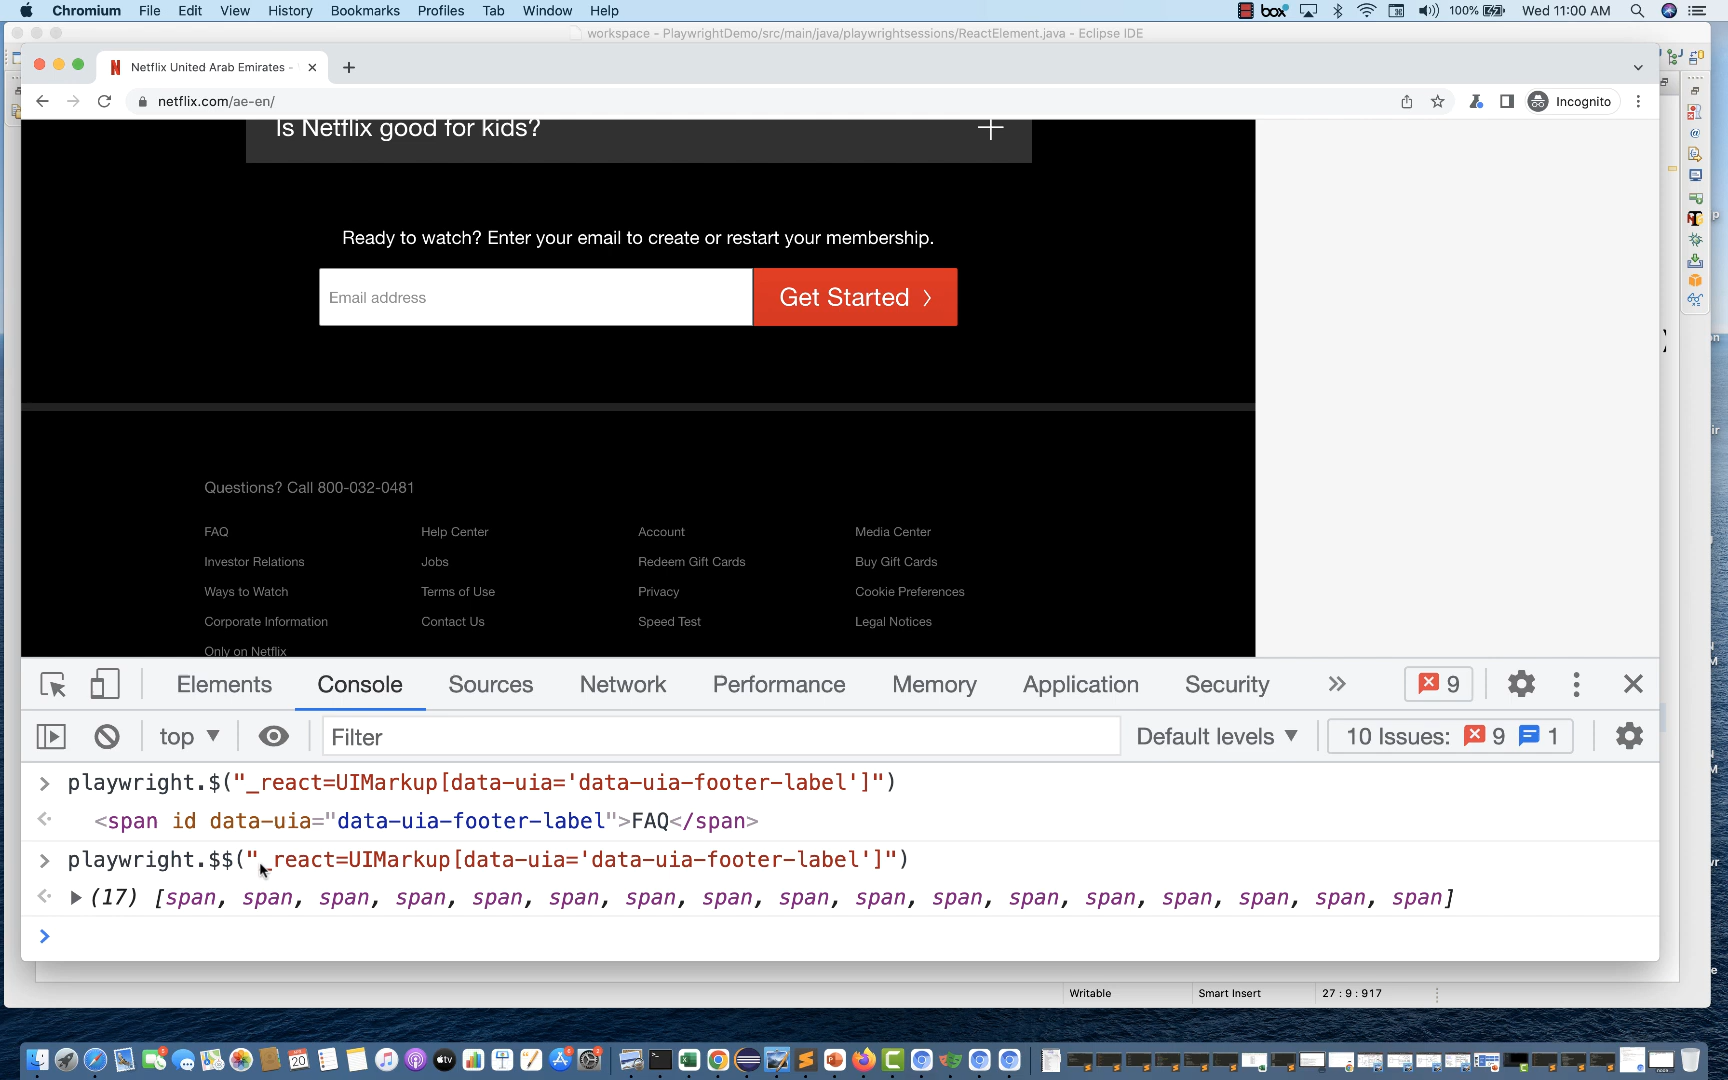 Chromium File Edit View History Bookmarks Profiles Tab Window Help box 100% Wed 11:00 AM
workspace - PlaywrightDemo/src/main/java/playwrightsessions/ReactElement.java - Eclipse IDE
Netflix United Arab Emirates -
netflix.com/ae-en/ Incognito
Is Netflix good for kids?
Ready to watch? Enter your email to create or restart your membership.
Email address Get Started >
Questions? Call 800-032-0481
FAQ Help Center Account Media Center
Investor Relations Jobs Redeem Gift Cards Buy Gift Cards
Ways to Watch Terms of Use Privacy Cookie Preferences
Corporate Information Contact Us Speed Test Legal Notices
Only on Netflix
Elements Console Sources Network Performance Memory Application Security » 9
top ▼ Filter Default levels ▼ 10 Issues: 9 1
> playwright.$("_react=UIMarkup[data-uia='data-uia-footer-label']")
<span id data-uia="data-uia-footer-label">FAQ</span>
> playwright.$$("_react=UIMarkup[data-uia='data-uia-footer-label']")
▶ (17) [span, span, span, span, span, span, span, span, span, span, span, span, span, span, span, span, span]
>
Writable Smart Insert 27 : 9 : 917